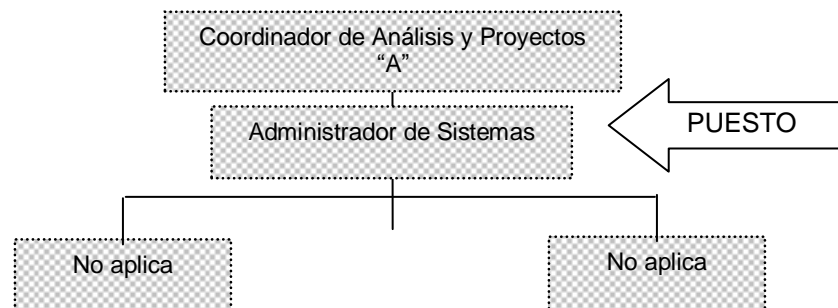 Coordinador de Análisis y Proyectos
“A”
Administrador de Sistemas
PUESTO
No aplica
No aplica